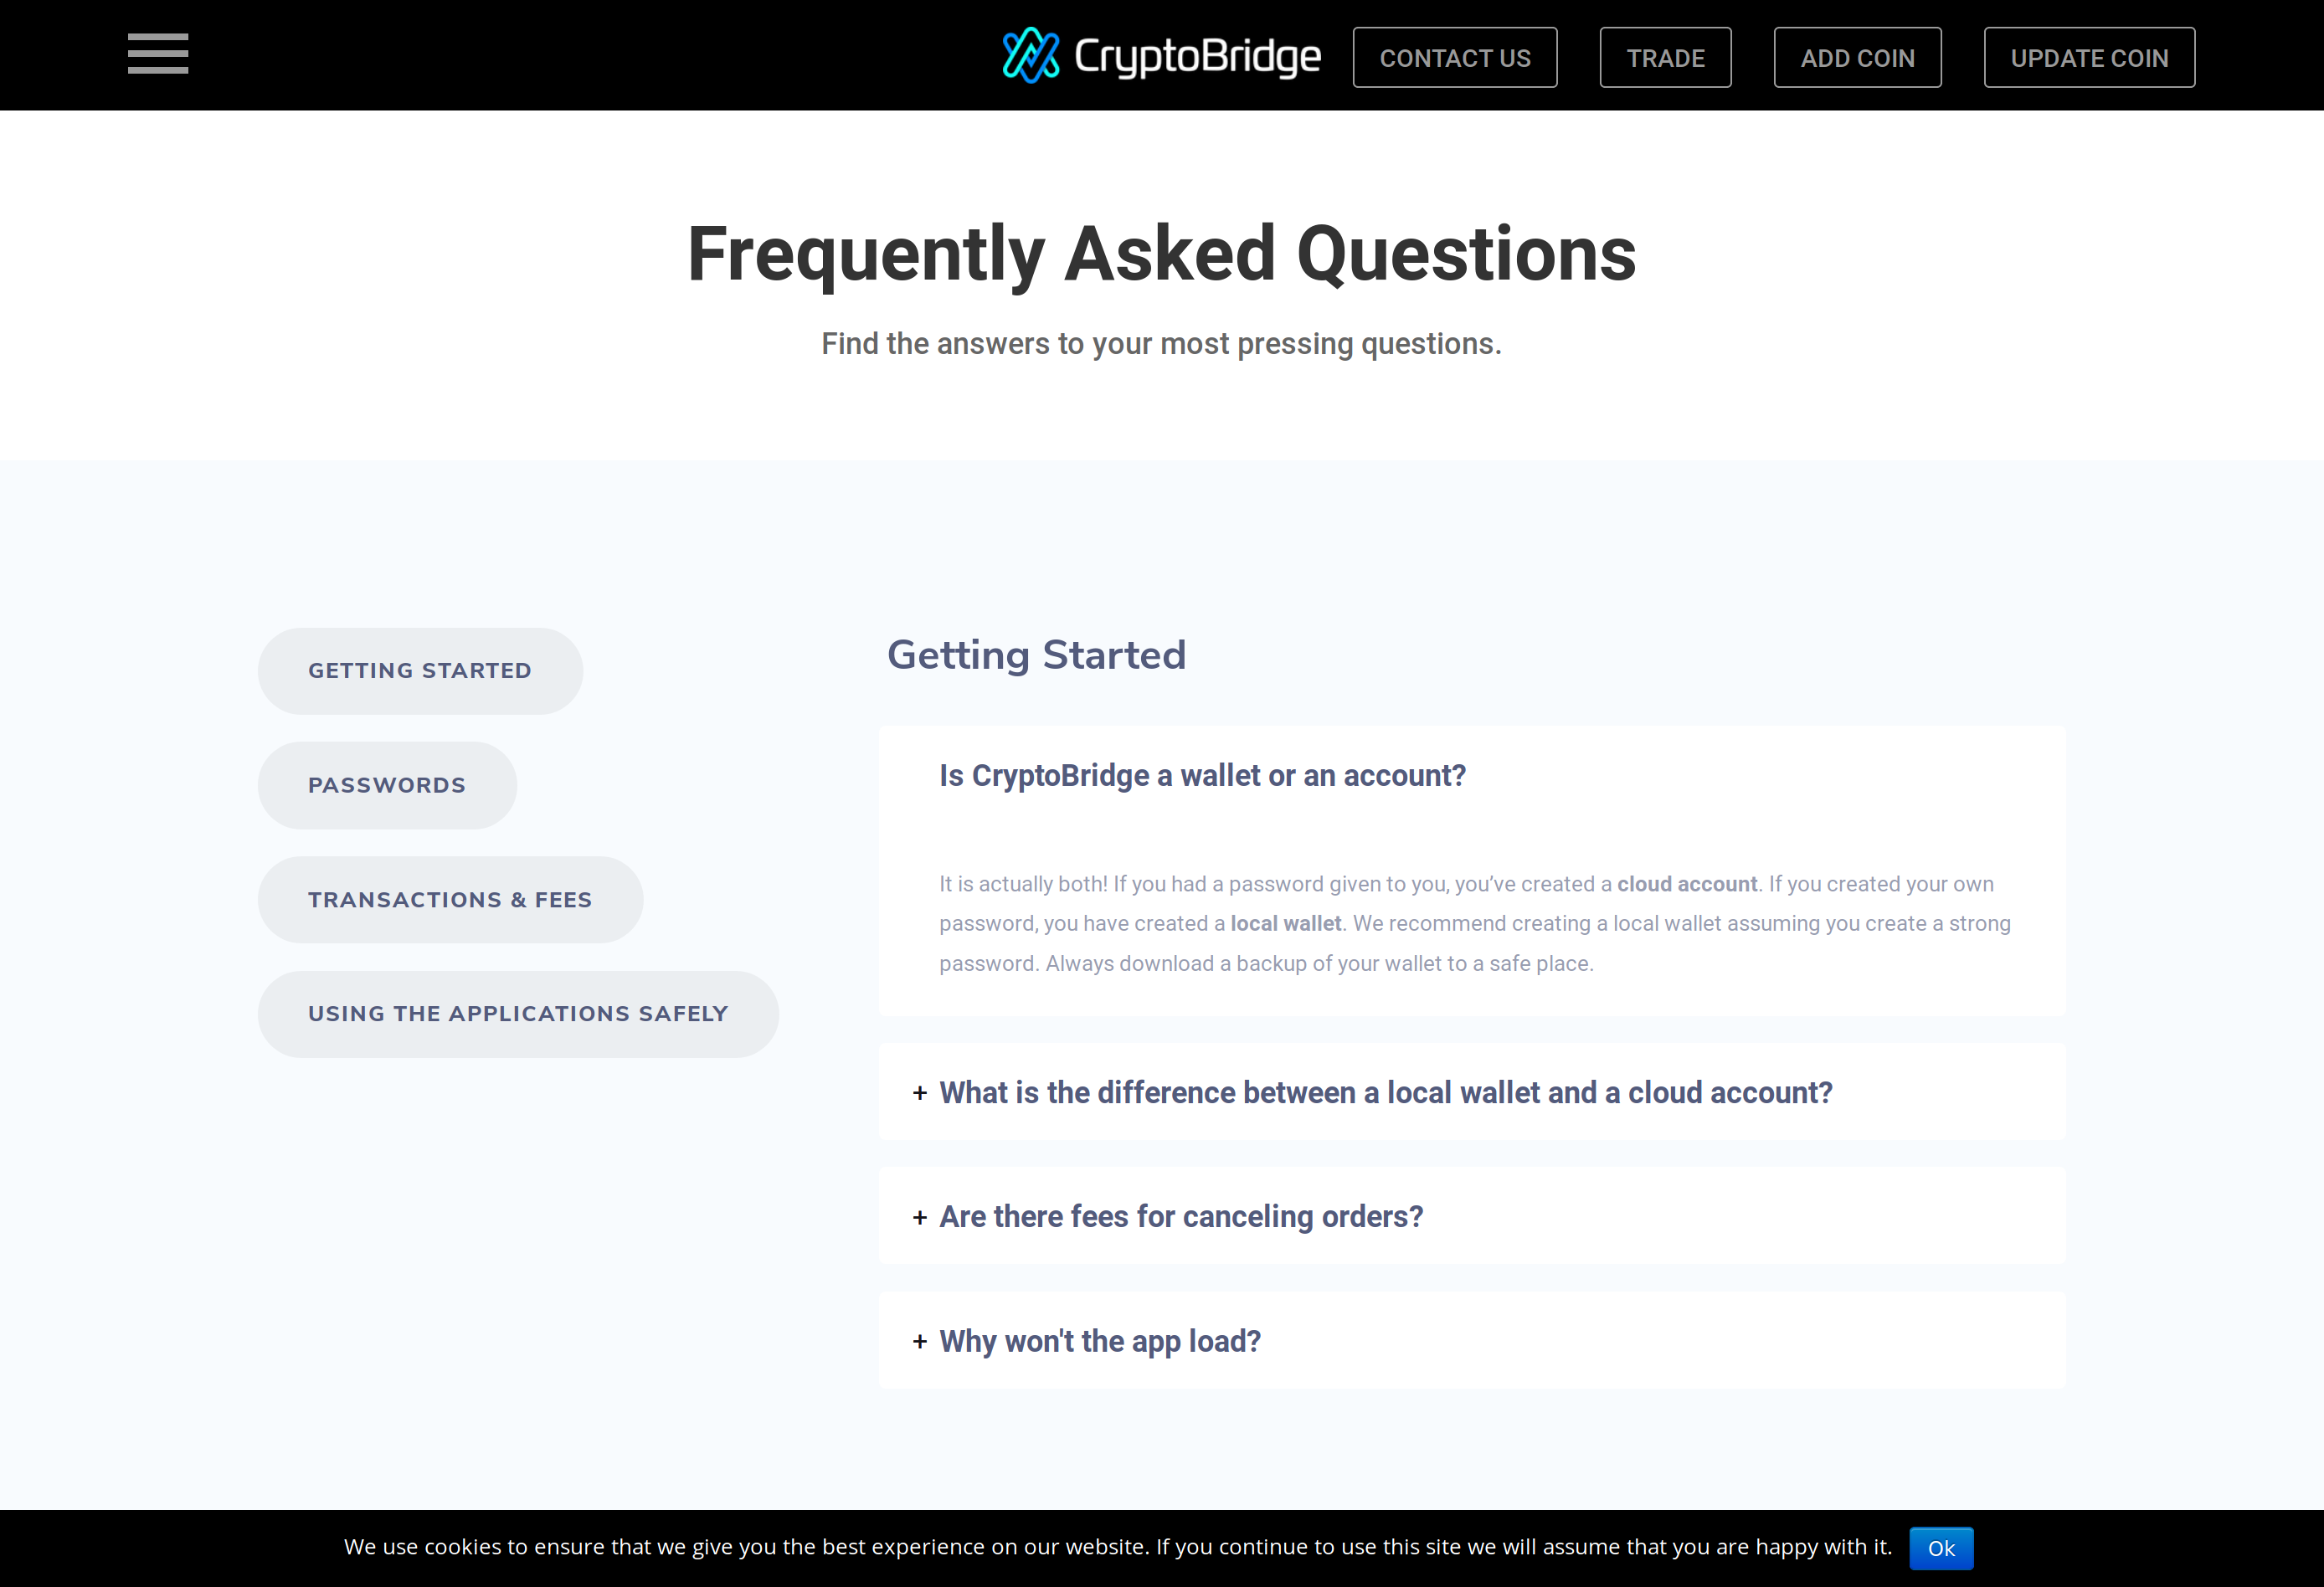 CryptoBridge
CONTACT US
TRADE
ADD COIN
UPDATE COIN
Frequently Asked Questions
Find the answers to your most pressing questions.
GETTING STARTED
PASSWORDS
TRANSACTIONS & FEES
USING THE APPLICATIONS SAFELY
Getting Started
Is CryptoBridge a wallet or an account?
It is actually both! If you had a password given to you, you’ve created a cloud account. If you created your own
password, you have created a local wallet. We recommend creating a local wallet assuming you create a strong
password. Always download a backup of your wallet to a safe place.
+ What is the difference between a local wallet and a cloud account?
+ Are there fees for canceling orders?
+ Why won't the app load?
We use cookies to ensure that we give you the best experience on our website. If you continue to use this site we will assume that you are happy with it.
Ok